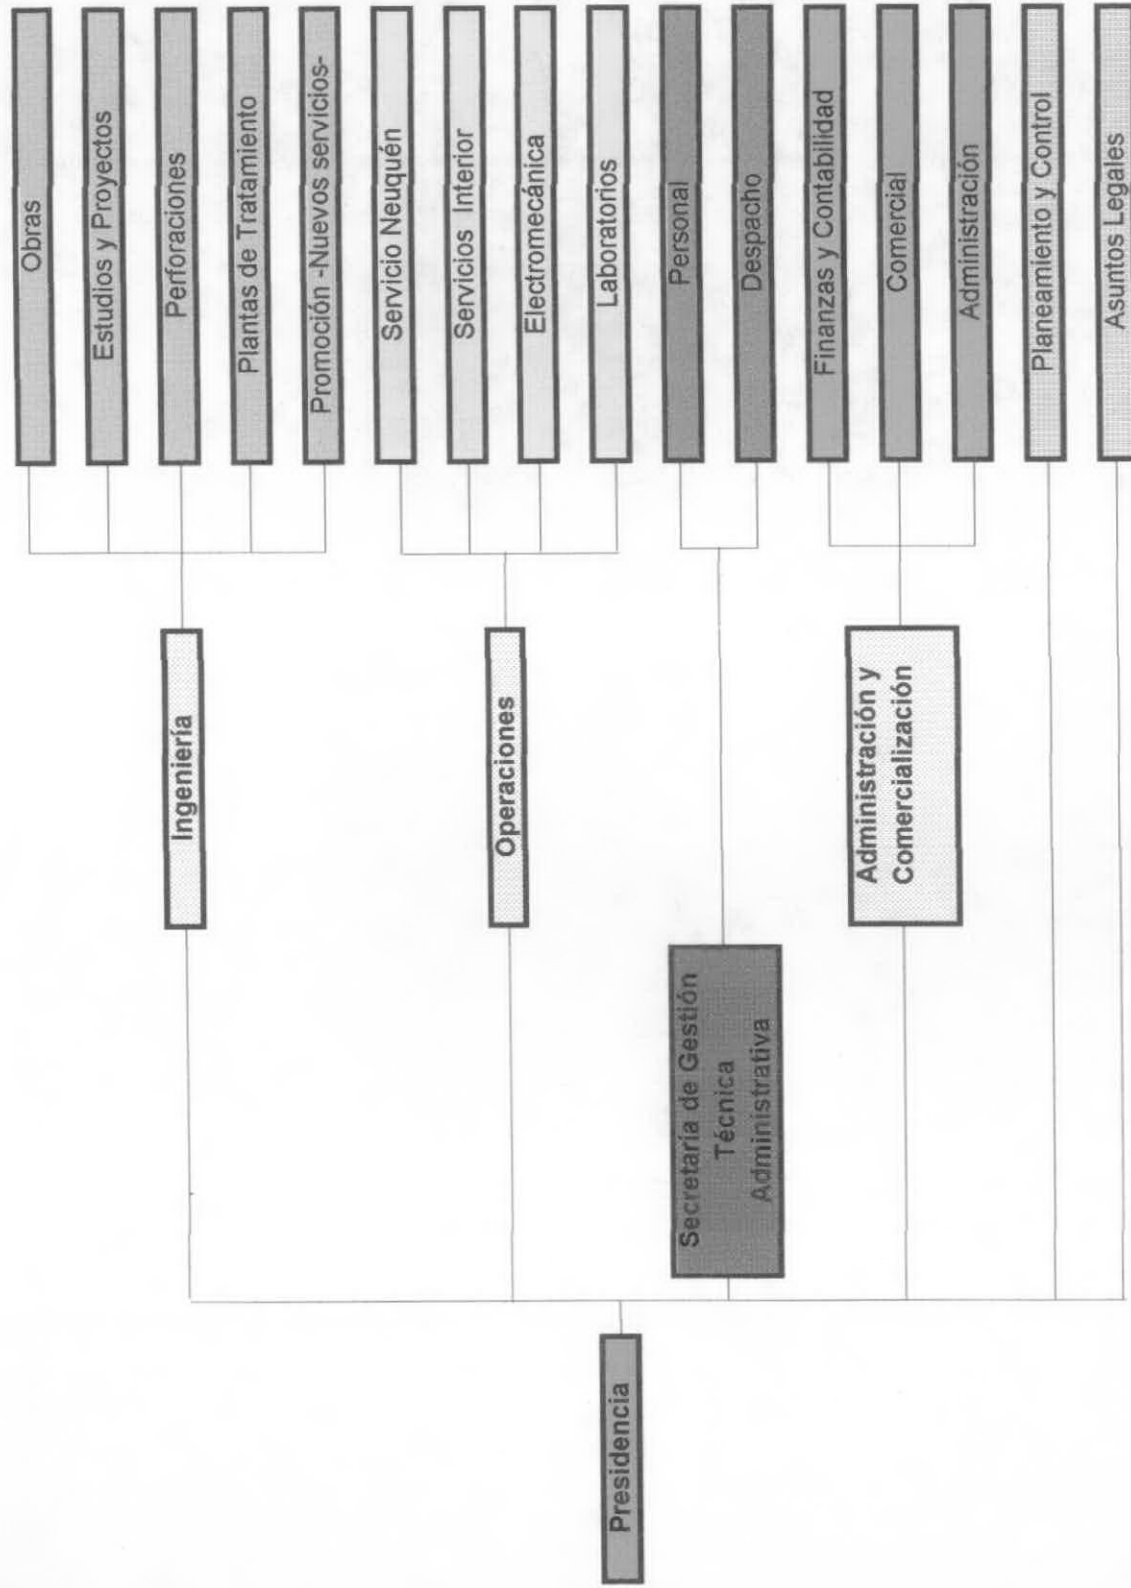 Presidencia
Ingeniería
Operaciones
Secretaría de Gestión
Técnica
Administrativa
Administración y
Comercialización
Obras
Estudios y Proyectos
Perforaciones
Plantas de Tratamiento
Promoción -Nuevos servicios-
Servicio Neuquén
Servicios Interior
Electromecánica
Laboratorios
Personal
Despacho
Finanzas y Contabilidad
Comercial
Administración
Planeamiento y Control
Asuntos Legales